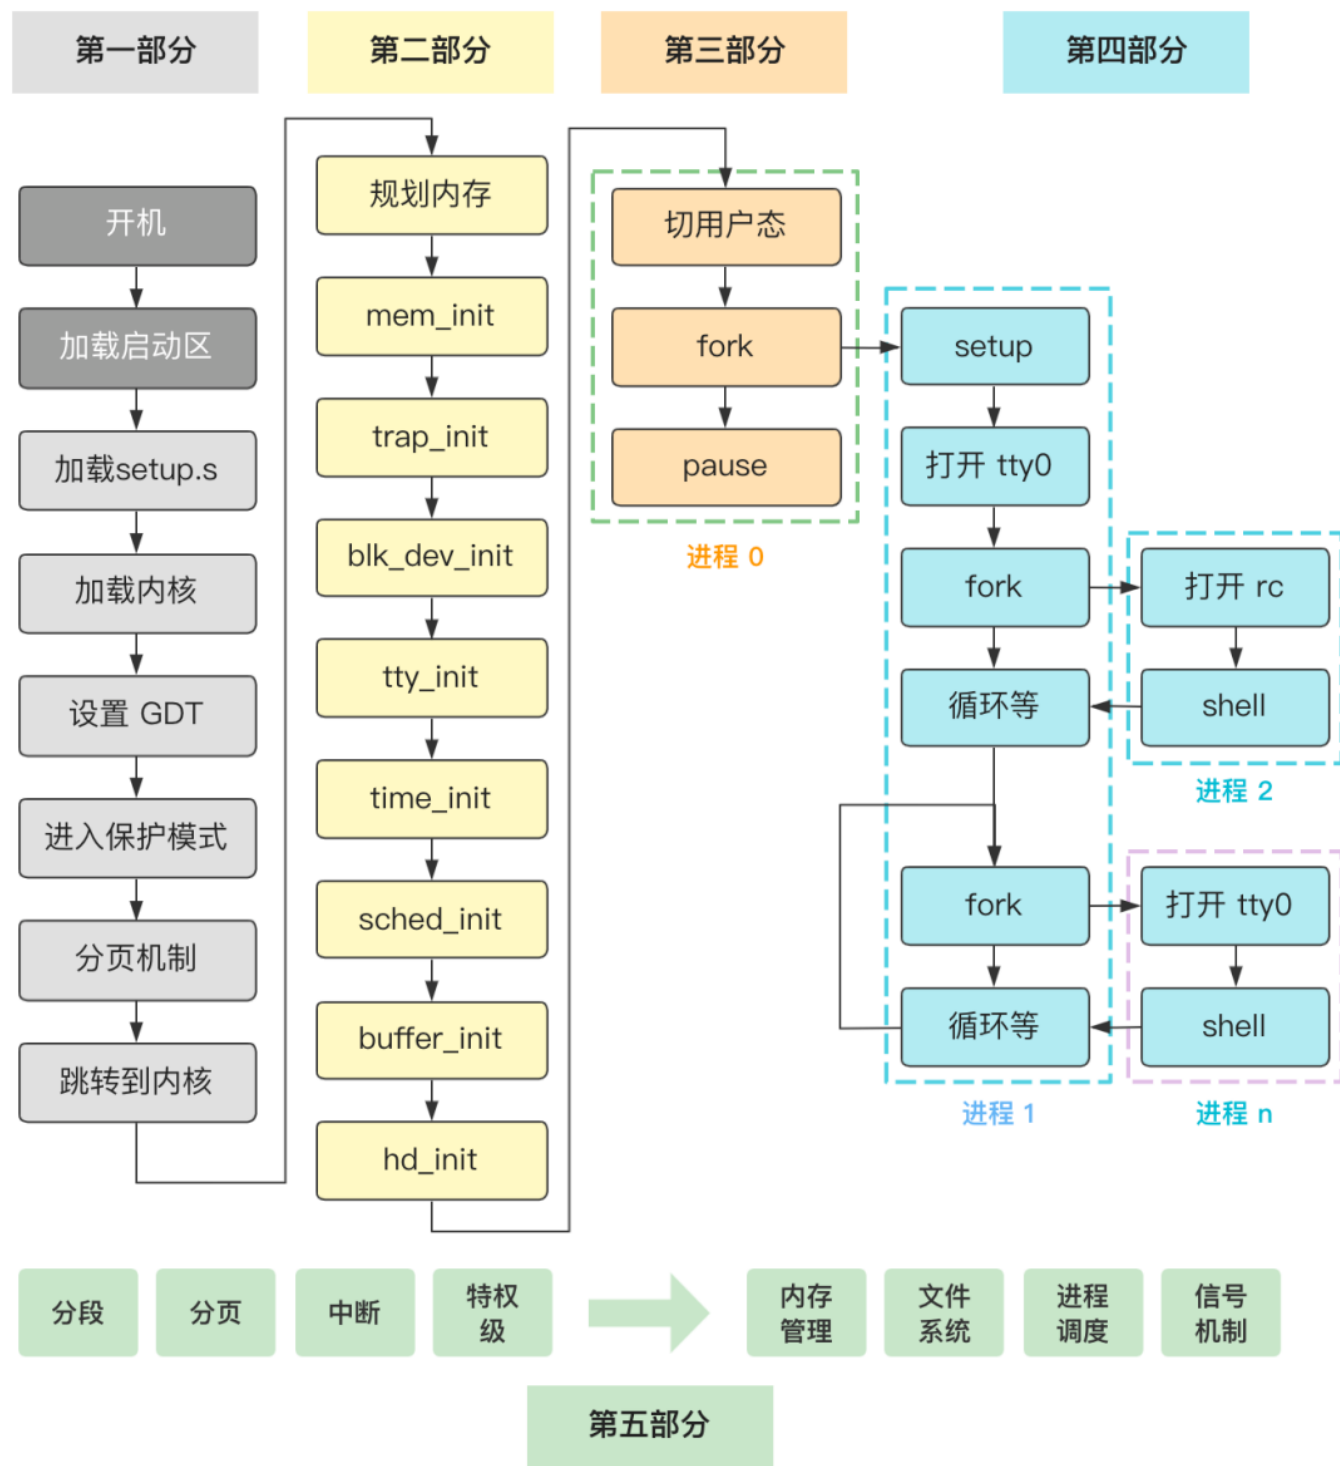 第一部分
第二部分
第三部分
第四部分
开机
加载启动区
加载setup.s
加载内核
设置 GDT
进入保护模式
分页机制
跳转到内核
规划内存
mem_init
trap_init
blk_dev_init
tty_init
time_init
sched_init
buffer_init
hd_init
切用户态
fork
pause
进程 0
setup
打开 tty0
fork
循环等
fork
循环等
进程 1
打开 rc
shell
进程 2
打开 tty0
shell
进程 n
分段
分页
中断
特权
级
内存
管理
文件
系统
进程
调度
信号
机制
第五部分